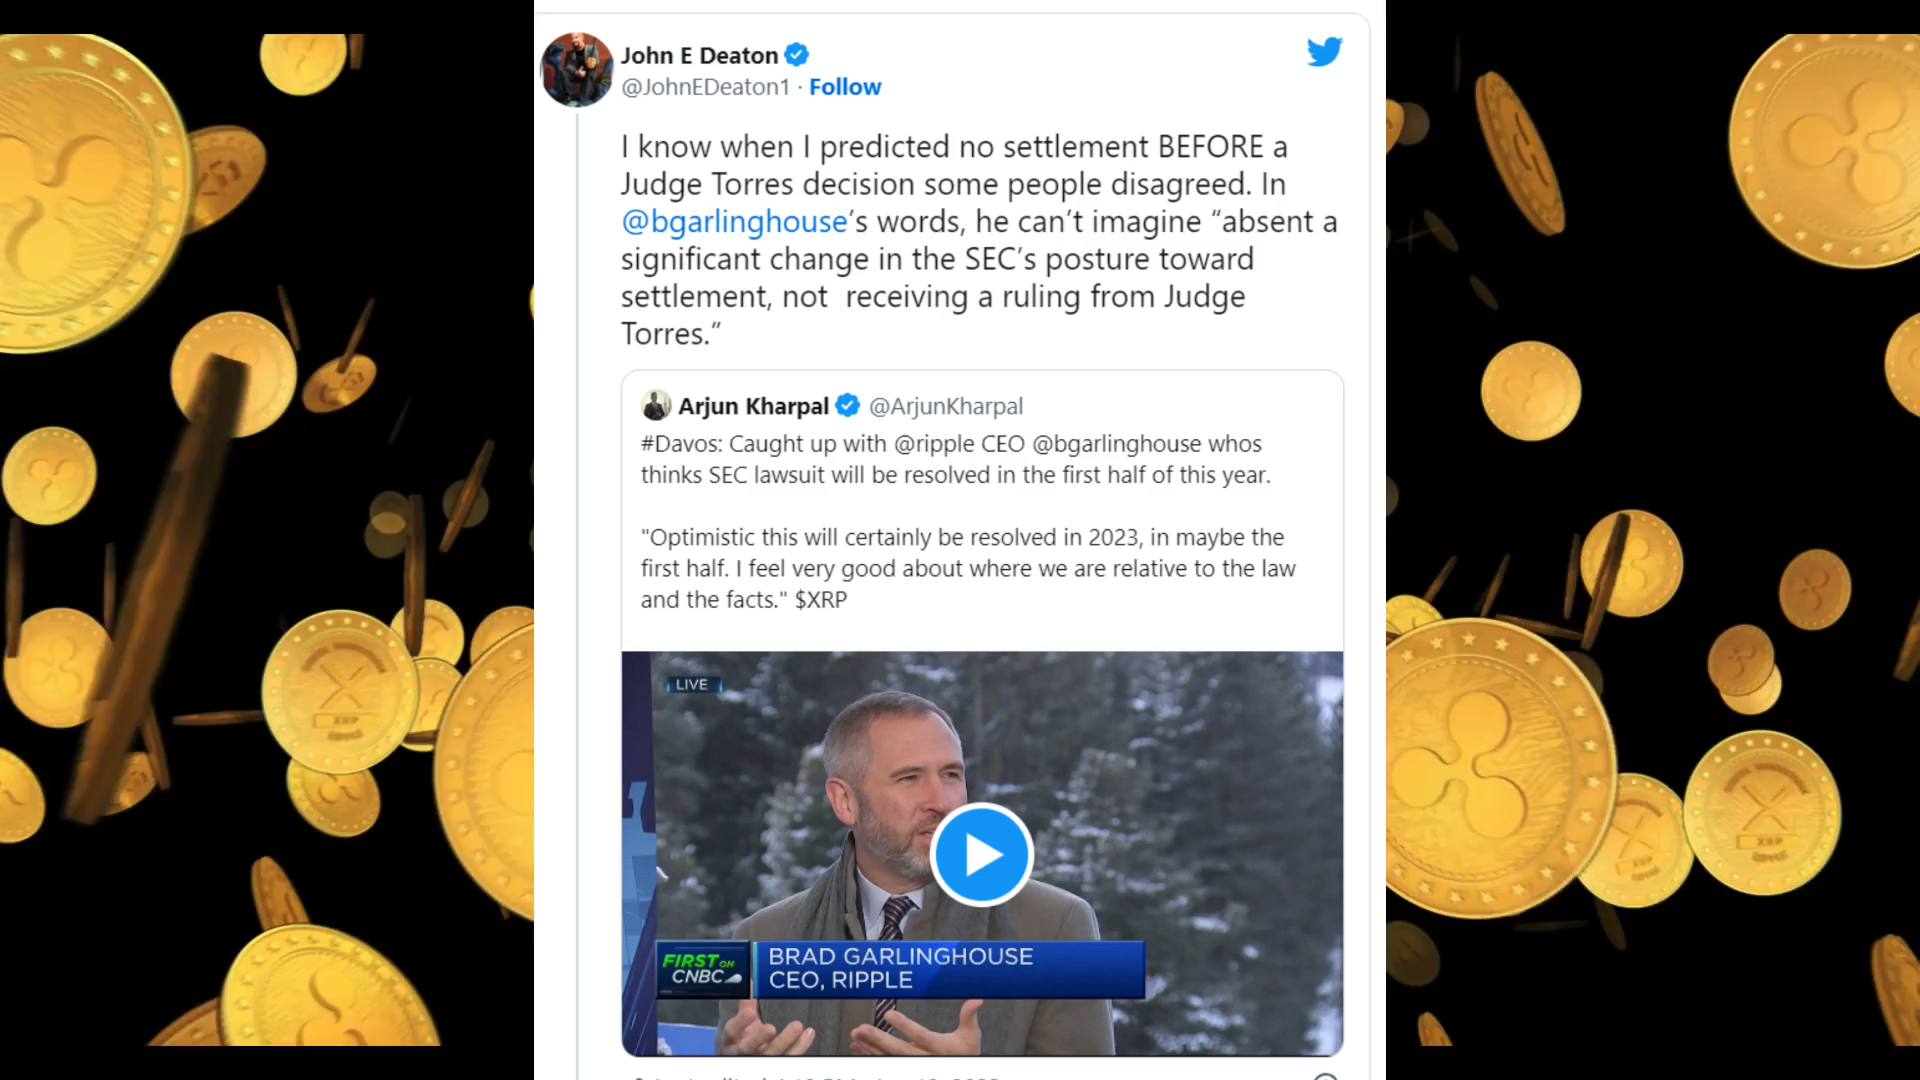 John E Deaton
@JohnEDeaton1 · Follow
I know when I predicted no settlement BEFORE a
Judge Torres decision some people disagreed. In
@bgarlinghouse’s words, he can’t imagine “absent a
significant change in the SEC’s posture toward
settlement, not  receiving a ruling from Judge
Torres.”
Arjun Kharpal @ArjunKharpal
#Davos: Caught up with @ripple CEO @bgarlinghouse whos
thinks SEC lawsuit will be resolved in the first half of this year.
"Optimistic this will certainly be resolved in 2023, in maybe the
first half. I feel very good about where we are relative to the law
and the facts." $XRP
LIVE
FIRST ON
CNBC
BRAD GARLINGHOUSE
CEO, RIPPLE
XRP
RIPPLE
XRP
RIPPLE
XRP